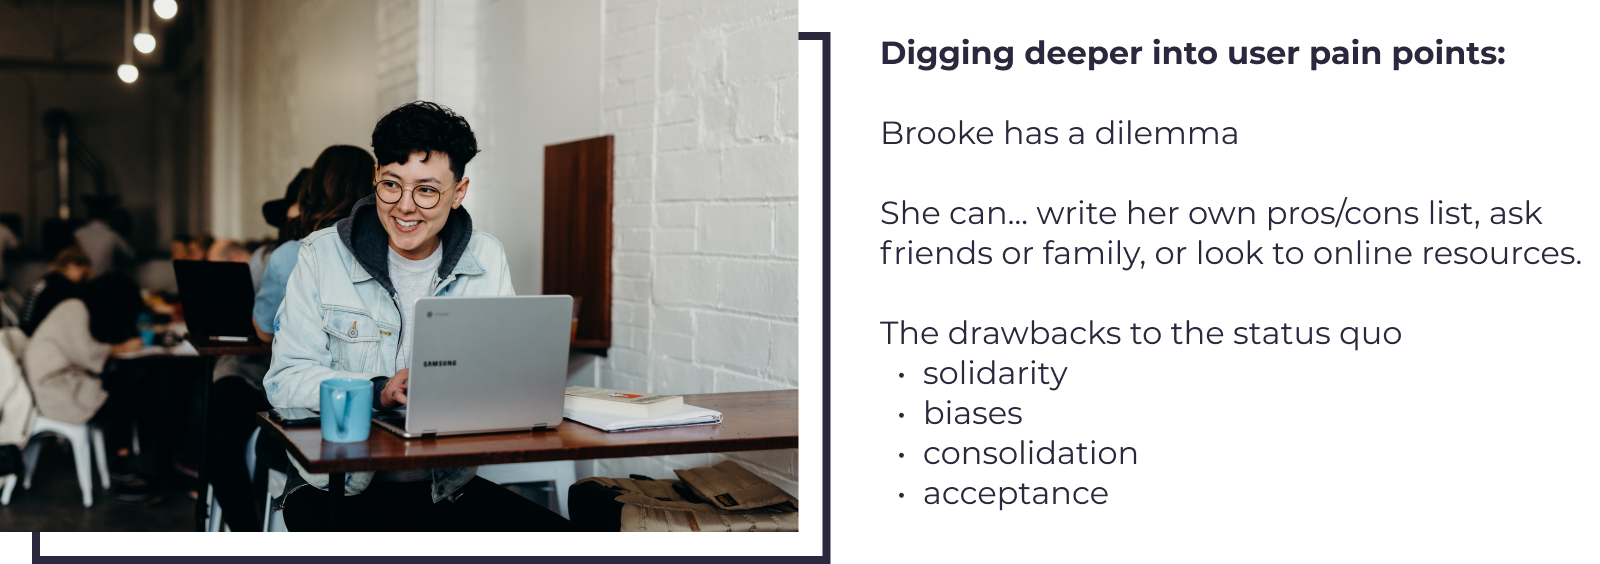 Digging deeper into user pain points:
Brooke has a dilemma
She can... write her own pros/cons list, ask
friends or family, or look to online resources.
The drawbacks to the status quo
• solidarity
• biases
• consolidation
• acceptance
SAMSUNG